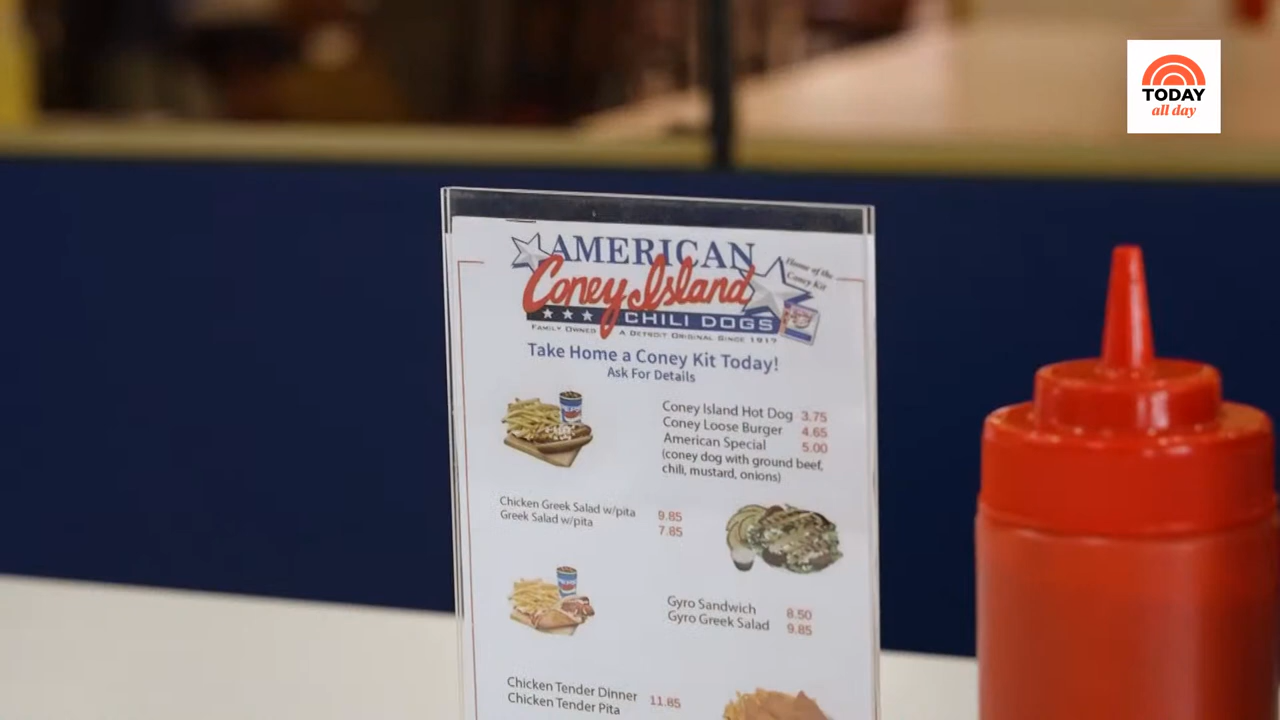 TODAY
all day
AMERICAN
Home of the
Coney Kit
Coney Island
CHILI DOGS
FAMILY OWNED A DETROIT ORIGINAL SINCE 1917
Take Home a Coney Kit Today!
Ask For Details
Coney Island Hot Dog 3.75
Coney Loose Burger 4.65
American Special 5.00
(coney dog with ground beef,
chili, mustard, onions)
Chicken Greek Salad w/pita 9.85
Greek Salad w/pita 7.85
Gyro Sandwich 8.50
Gyro Greek Salad 9.85
Chicken Tender Dinner 11.85
Chicken Tender Pita